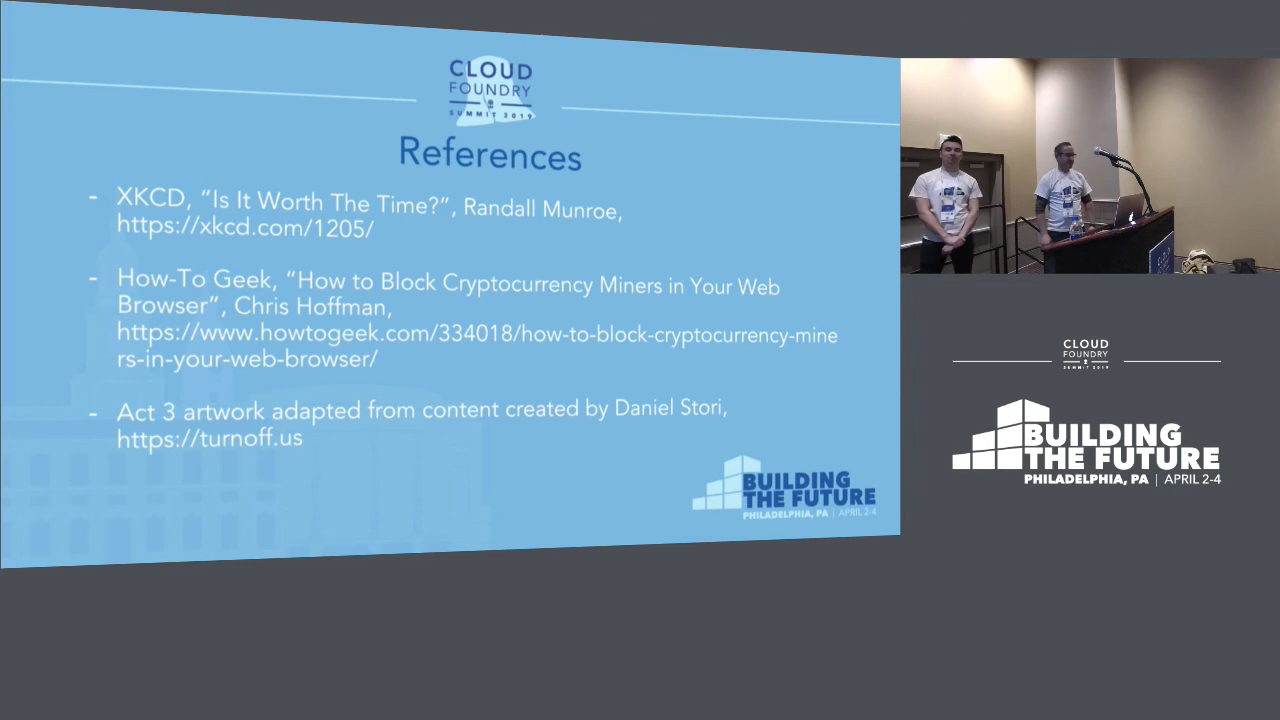 CLOUD
FOUNDRY
SUMMIT 2019
References
- XKCD, “Is It Worth The Time?”, Randall Munroe,
https://xkcd.com/1205/
- How-To Geek, “How to Block Cryptocurrency Miners in Your Web
Browser”, Chris Hoffman,
https://www.howtogeek.com/334018/how-to-block-cryptocurrency-mine
rs-in-your-web-browser/
- Act 3 artwork adapted from content created by Daniel Stori,
https://turnoff.us
BUILDING
THE FUTURE
PHILADELPHIA, PA | APRIL 2-4
CLOUD
FOUNDRY
SUMMIT 2019
BUILDING
THE FUTURE
PHILADELPHIA, PA | APRIL 2-4